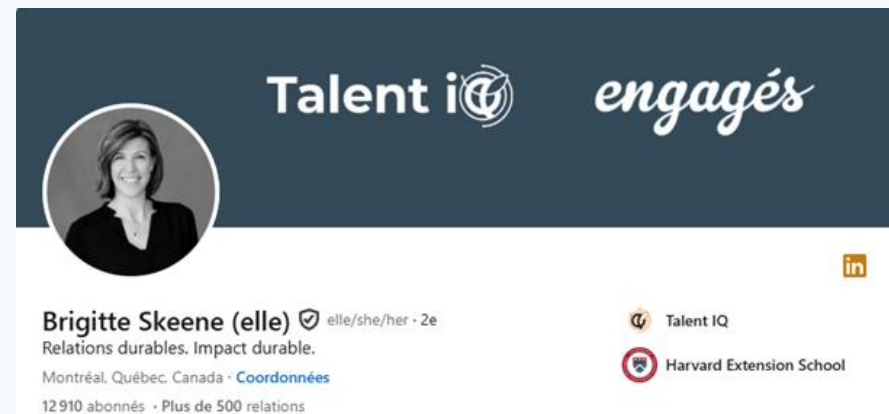 Talent iQ engagés
Brigitte Skeene (elle) elle/she/her · 2e
Relations durables. Impact durable.
Montréal, Québec, Canada · Coordonnées
12 910 abonnés · Plus de 500 relations
in
Talent IQ
Harvard Extension School